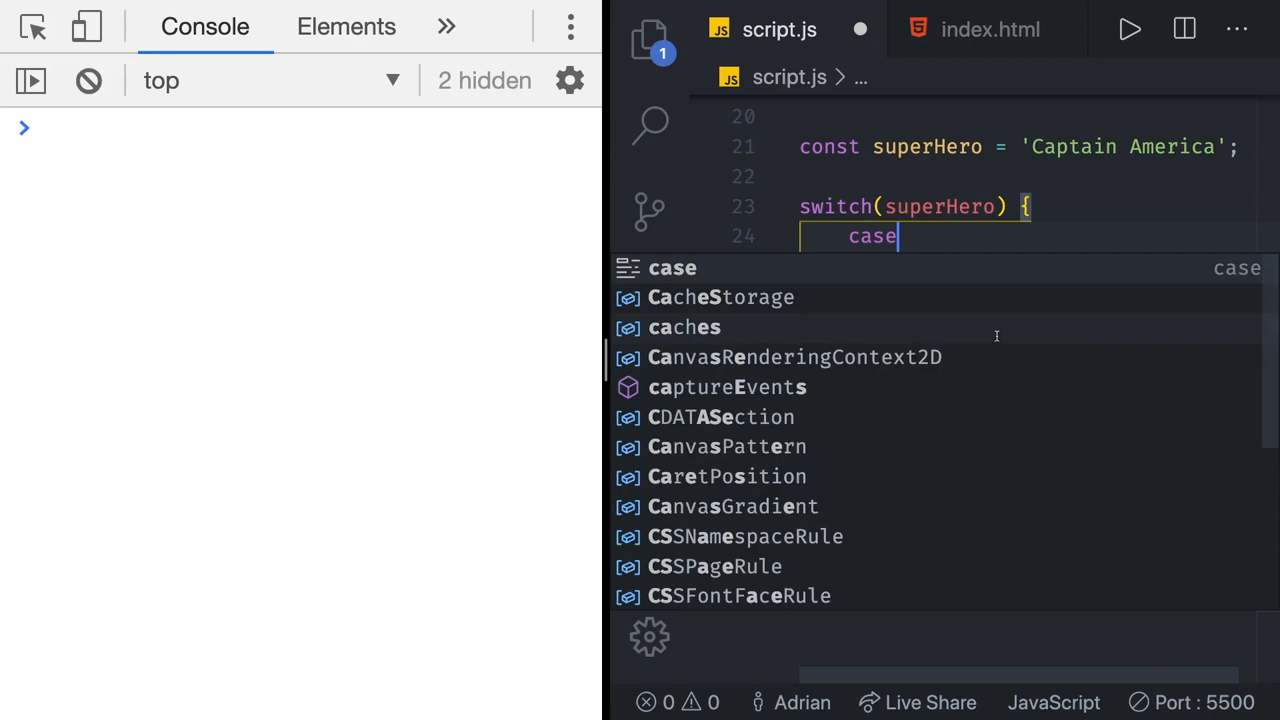 Console
Elements
top
2 hidden
1
JS script.js
index.html
JS script.js > ...
20
21 const superHero = 'Captain America';
22
23 switch(superHero) {
24 case
case case
CacheStorage
caches
CanvasRenderingContext2D
captureEvents
CDATASection
CanvasPattern
CaretPosition
CanvasGradient
CSSNamespaceRule
CSSPageRule
CSSFontFaceRule
0 0 Adrian Live Share JavaScript Port : 5500